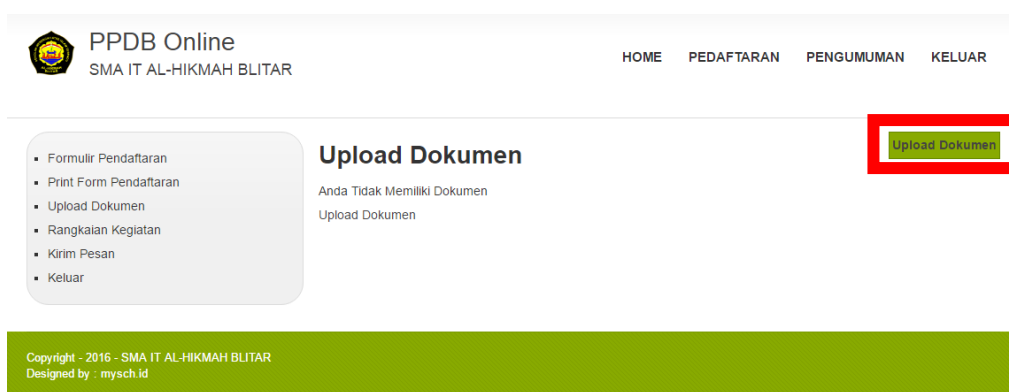 PPDB Online
SMA IT AL-HIKMAH BLITAR
HOME PEDAFTARAN PENGUMUMAN KELUAR
Upload Dokumen
Formulir Pendaftaran
Print Form Pendaftaran
Upload Dokumen
Rangkaian Kegiatan
Kirim Pesan
Keluar
Upload Dokumen
Anda Tidak Memiliki Dokumen
Upload Dokumen
Copyright - 2016 - SMA IT AL-HIKMAH BLITAR
Designed by : mysch.id